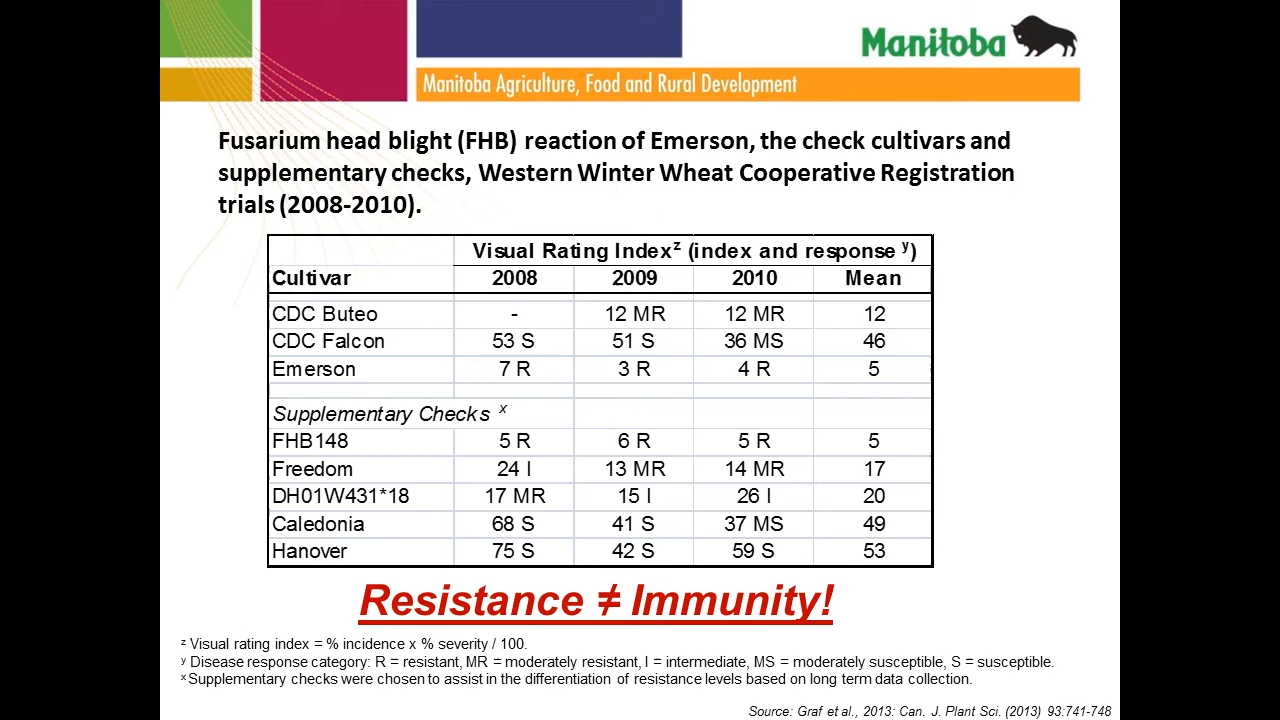 Manitoba
Manitoba Agriculture, Food and Rural Development
Fusarium head blight (FHB) reaction of Emerson, the check cultivars and
supplementary checks, Western Winter Wheat Cooperative Registration
trials (2008-2010).
Visual Rating Index z (index and response y)
Cultivar 2008 2009 2010 Mean
CDC Buteo - 12 MR 12 MR 12
CDC Falcon 53 S 51 S 36 MS 46
Emerson 7 R 3 R 4 R 5
Supplementary Checks x
FHB148 5 R 6 R 5 R 5
Freedom 24 I 13 MR 14 MR 17
DH01W431*18 17 MR 15 I 26 I 20
Caledonia 68 S 41 S 37 MS 49
Hanover 75 S 42 S 59 S 53
Resistance ≠ Immunity!
z Visual rating index = % incidence x % severity / 100.
y Disease response category: R = resistant, MR = moderately resistant, I = intermediate, MS = moderately susceptible, S = susceptible.
x Supplementary checks were chosen to assist in the differentiation of resistance levels based on long term data collection.
Source: Graf et al., 2013: Can. J. Plant Sci. (2013) 93:741-748